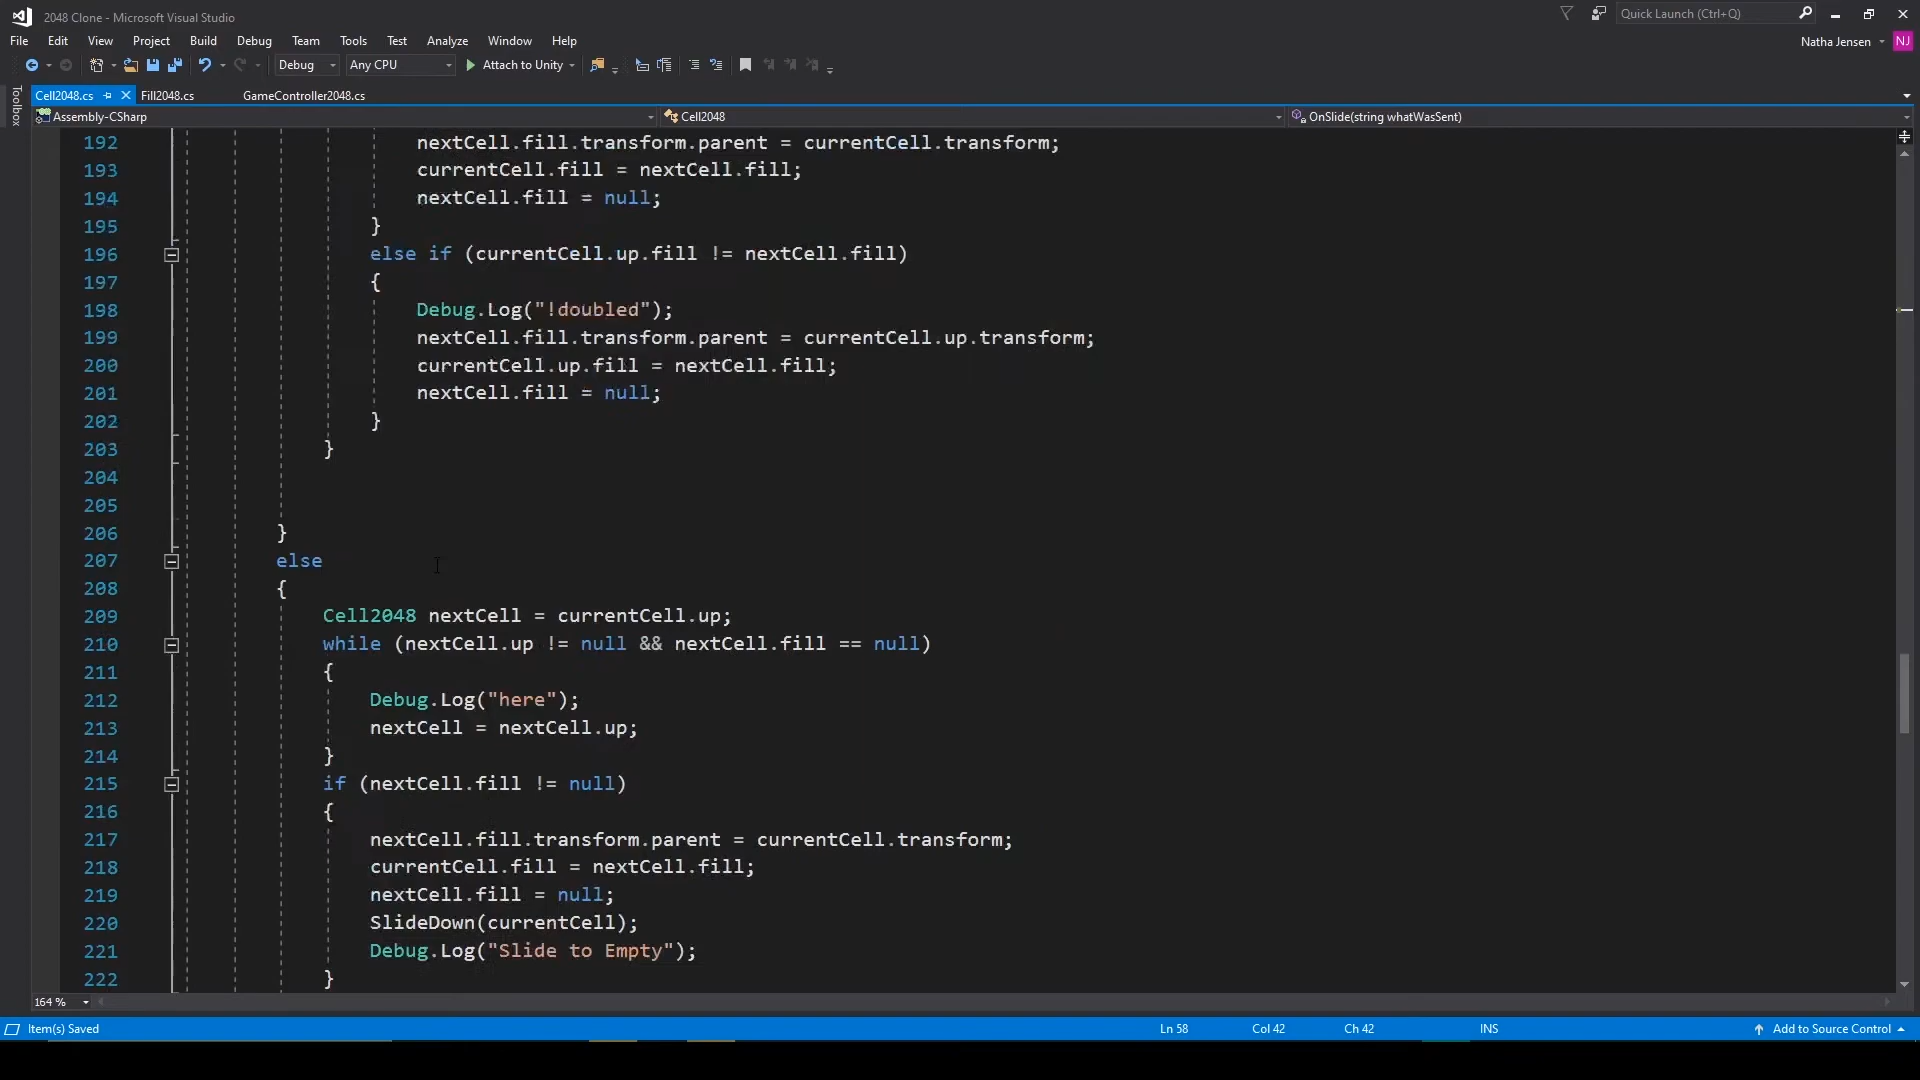 2048 Clone - Microsoft Visual Studio
Quick Launch (Ctrl+Q)
File Edit View Project Build Debug Team Tools Test Analyze Window Help
Natha Jensen NJ
Debug Any CPU Attach to Unity
Toolbox
Cell2048.cs Fill2048.cs GameController2048.cs
Assembly-CSharp Cell2048 OnSlide(string whatWasSent)
192 nextCell.fill.transform.parent = currentCell.transform;
193 currentCell.fill = nextCell.fill;
194 nextCell.fill = null;
195 }
196 else if (currentCell.up.fill != nextCell.fill)
197 {
198 Debug.Log("!doubled");
199 nextCell.fill.transform.parent = currentCell.up.transform;
200 currentCell.up.fill = nextCell.fill;
201 nextCell.fill = null;
202 }
203 }
204
205
206 }
207 else
208 {
209 Cell2048 nextCell = currentCell.up;
210 while (nextCell.up != null && nextCell.fill == null)
211 {
212 Debug.Log("here");
213 nextCell = nextCell.up;
214 }
215 if (nextCell.fill != null)
216 {
217 nextCell.fill.transform.parent = currentCell.transform;
218 currentCell.fill = nextCell.fill;
219 nextCell.fill = null;
220 SlideDown(currentCell);
221 Debug.Log("Slide to Empty");
222 }
164 %
Item(s) Saved Ln 58 Col 42 Ch 42 INS Add to Source Control